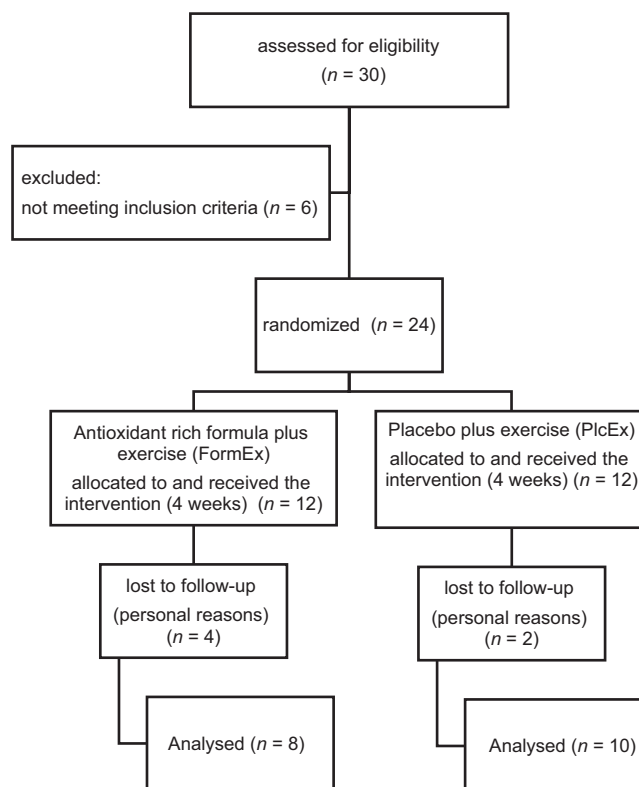 assessed for eligibility
(n = 30)
excluded:
not meeting inclusion criteria (n = 6)
randomized (n = 24)
Antioxidant rich formula plus
exercise (FormEx)
allocated to and received the
intervention (4 weeks) (n = 12)
Placebo plus exercise (PlcEx)
allocated to and received the
intervention (4 weeks) (n = 12)
lost to follow-up
(personal reasons)
(n = 4)
lost to follow-up
(personal reasons)
(n = 2)
Analysed (n = 8)
Analysed (n = 10)